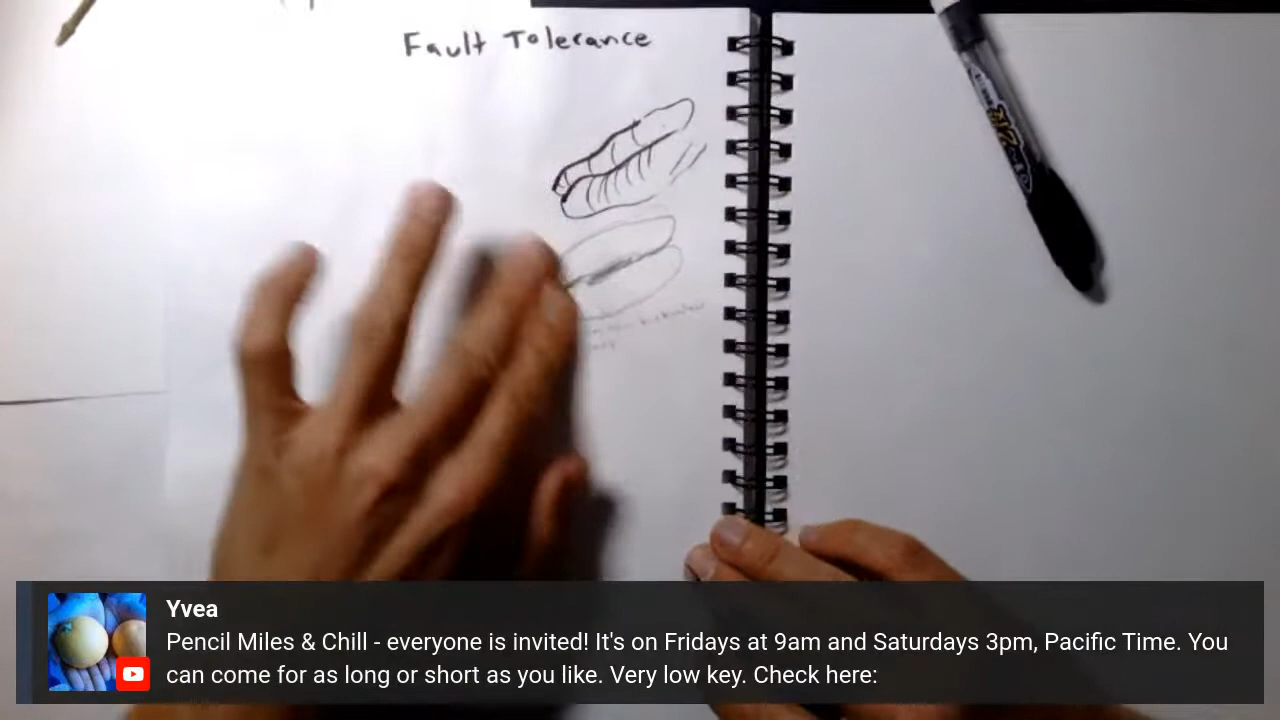 Fault Tolerance
Yvea
Pencil Miles & Chill - everyone is invited! It's on Fridays at 9am and Saturdays 3pm, Pacific Time. You
can come for as long or short as you like. Very low key. Check here: